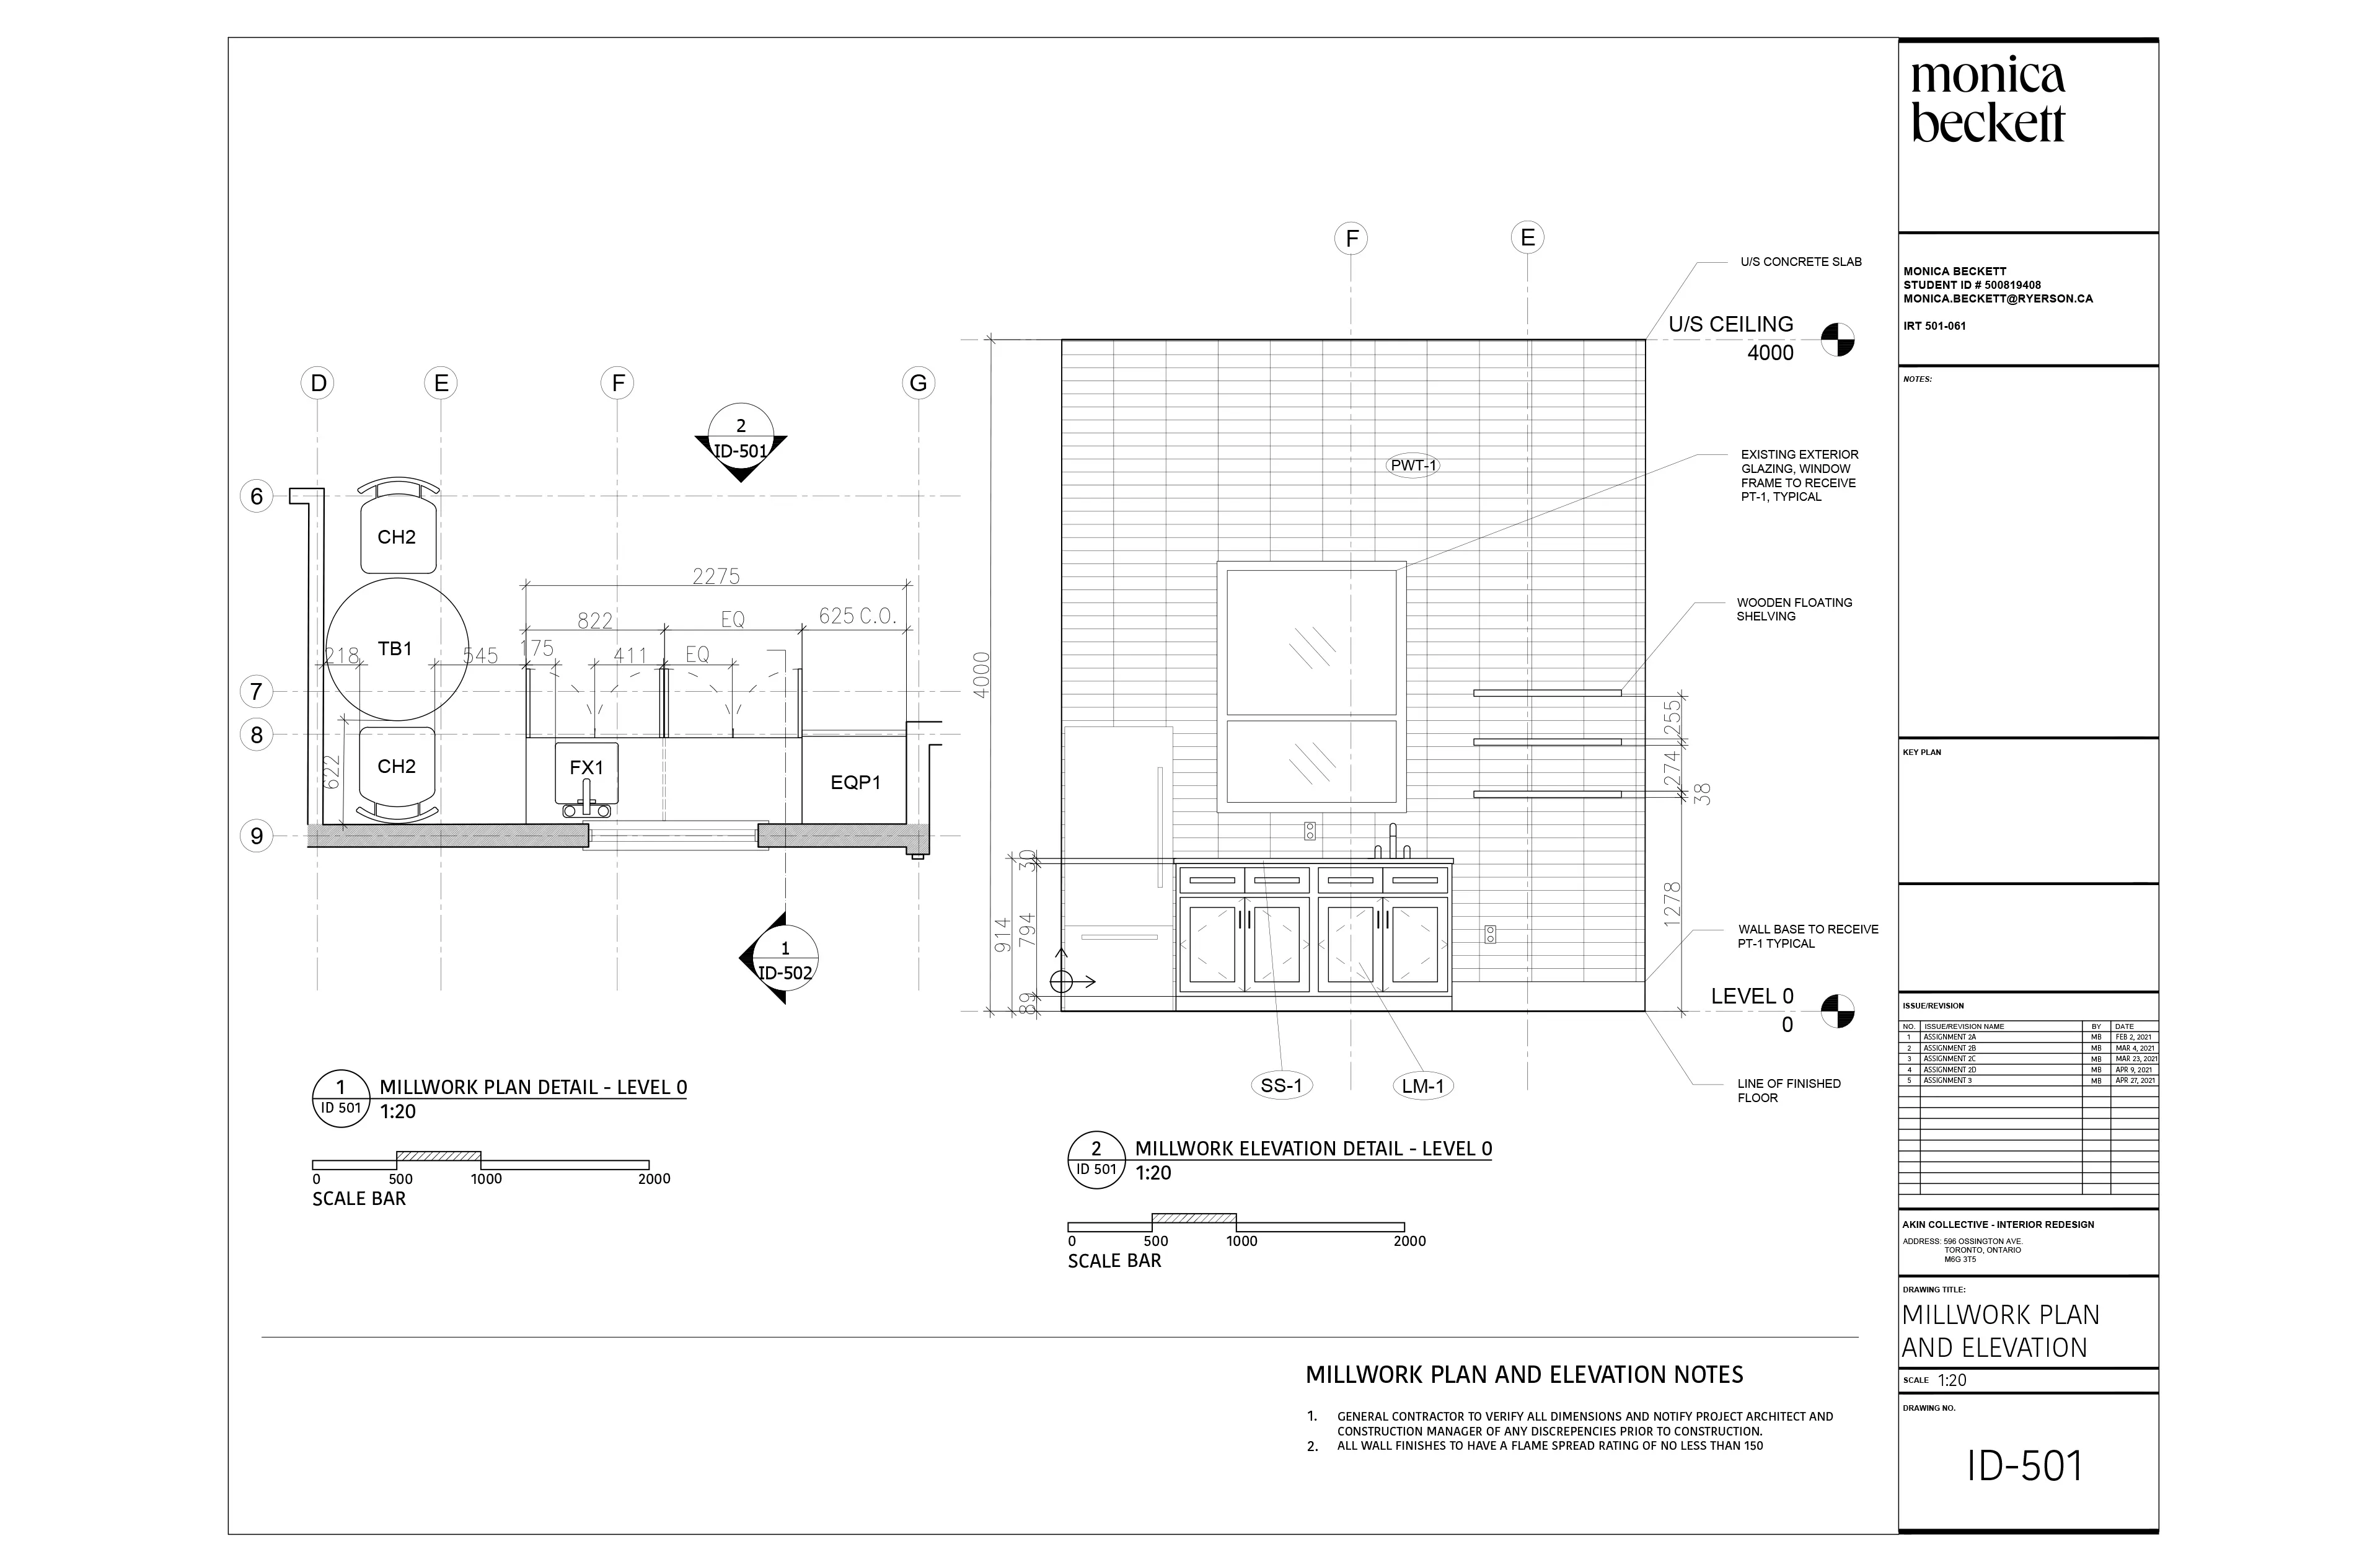 monica
beckett
MONICA BECKETT
STUDENT ID # 500819408
MONICA.BECKETT@RYERSON.CA
IRT 501-061
NOTES:
KEY PLAN
ISSUE/REVISION
NO. ISSUE/REVISION NAME BY DATE
1 ASSIGNMENT 2A MB FEB 2, 2021
2 ASSIGNMENT 2B MB MAR 4, 2021
3 ASSIGNMENT 2C MB MAR 23, 2021
4 ASSIGNMENT 2D MB APR 9, 2021
5 ASSIGNMENT 3 MB APR 27, 2021
AKIN COLLECTIVE - INTERIOR REDESIGN
ADDRESS: 596 OSSINGTON AVE.
TORONTO, ONTARIO
M6G 3T5
DRAWING TITLE:
MILLWORK PLAN
AND ELEVATION
SCALE 1:20
DRAWING NO.
ID-501
D E F G
2
ID-501
6
7
8
9
CH2
TB1
CH2
2275
822 EQ 625 C.O.
218 545 175 411 EQ
622
FX1
EQP1
1
ID-502
1
ID 501
MILLWORK PLAN DETAIL - LEVEL 0
1:20
0 500 1000 2000
SCALE BAR
F E
U/S CONCRETE SLAB
U/S CEILING
4000
PWT-1
EXISTING EXTERIOR
GLAZING, WINDOW
FRAME TO RECEIVE
PT-1, TYPICAL
WOODEN FLOATING
SHELVING
4000
255
274
38
1278
30
914
794
89
WALL BASE TO RECEIVE
PT-1 TYPICAL
LEVEL 0
0
SS-1
LM-1
LINE OF FINISHED
FLOOR
2
ID 501
MILLWORK ELEVATION DETAIL - LEVEL 0
1:20
0 500 1000 2000
SCALE BAR
MILLWORK PLAN AND ELEVATION NOTES
1. GENERAL CONTRACTOR TO VERIFY ALL DIMENSIONS AND NOTIFY PROJECT ARCHITECT AND
CONSTRUCTION MANAGER OF ANY DISCREPENCIES PRIOR TO CONSTRUCTION.
2. ALL WALL FINISHES TO HAVE A FLAME SPREAD RATING OF NO LESS THAN 150